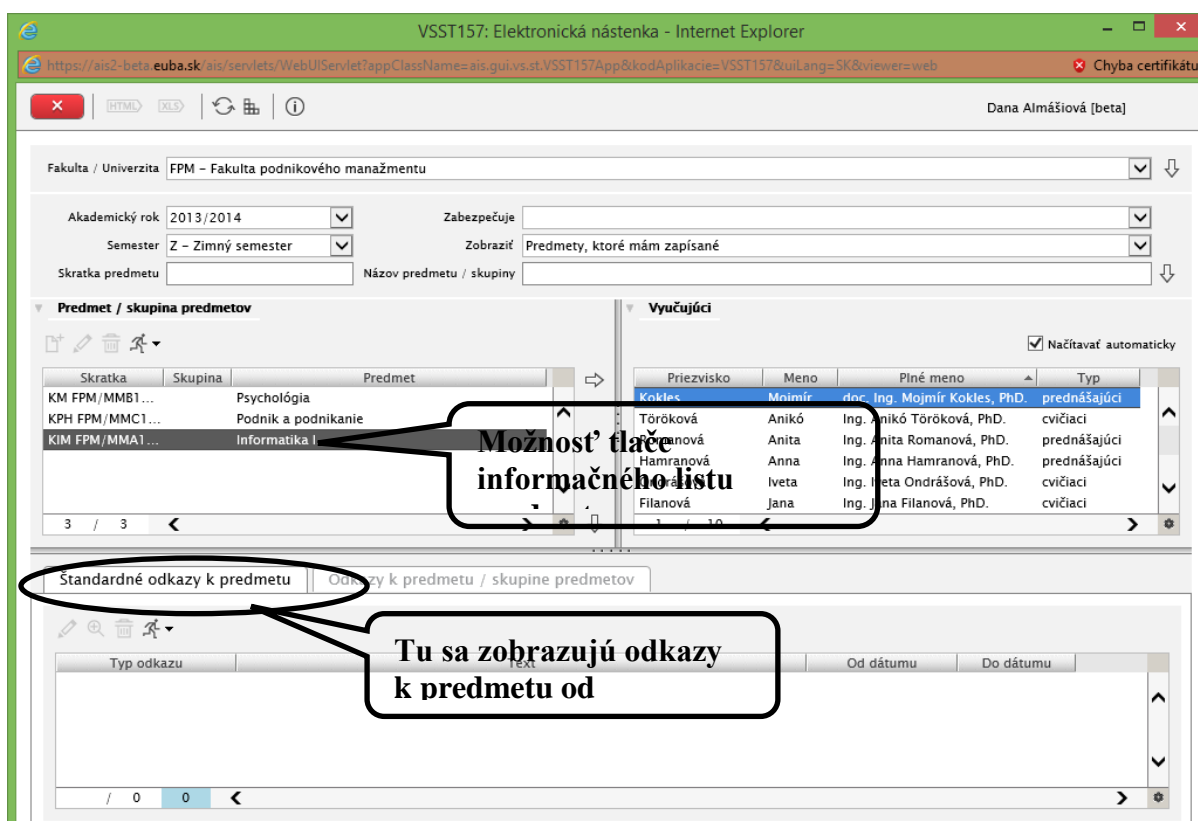 VSST157: Elektronická nástenka - Internet Explorer
https://ais2-beta.euba.sk/ais/servlets/WebUIServlet?appClassName=ais.gui.vs.st.VSST157App&kodAplikacie=VSST157&uiLang=SK&viewer=web Chyba certifikátu
HTML XLS Dana Almášiová [beta]
Fakulta / Univerzita FPM – Fakulta podnikového manažmentu
Akademický rok 2013/2014 Zabezpečuje
Semester Z – Zimný semester Zobraziť Predmety, ktoré mám zapísané
Skratka predmetu Názov predmetu / skupiny
Predmet / skupina predmetov
Skratka Skupina Predmet
KM FPM/MMB1... Psychológia
KPH FPM/MMC1... Podnik a podnikanie
KIM FPM/MMA1... Informatika I
3 / 3
Vyučujúci
Načítavať automaticky
Priezvisko Meno Plné meno Typ
Kokles Mojmír doc. Ing. Mojmír Kokles, PhD. prednášajúci
Töröková Anikó Ing. Anikó Töröková, PhD. cvičiaci
Romanová Anita Ing. Anita Romanová, PhD. prednášajúci
Hamranová Anna Ing. Anna Hamranová, PhD. prednášajúci
Ondrášová Iveta Ing. Iveta Ondrášová, PhD. cvičiaci
Filanová Jana Ing. Jana Filanová, PhD. cvičiaci
1 / 10
Možnosť tlače
informačného listu
Štandardné odkazy k predmetu Odkazy k predmetu / skupine predmetov
Tu sa zobrazujú odkazy
k predmetu od
Typ odkazu Text Od dátumu Do dátumu
/ 0 0